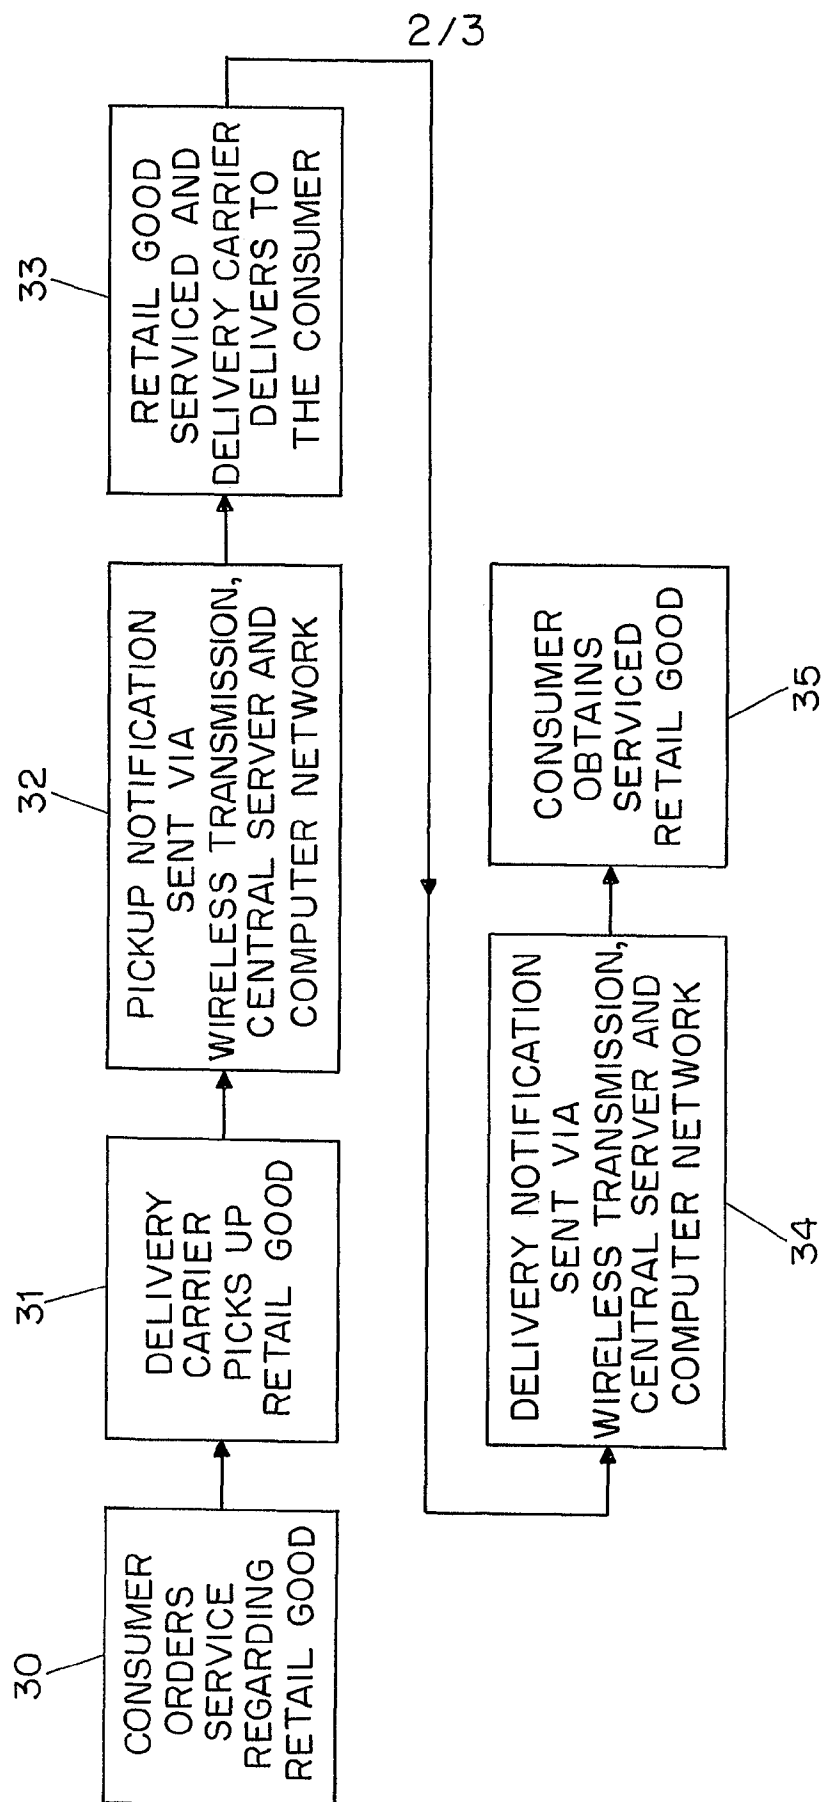 2/3
30
CONSUMER
ORDERS
SERVICE
REGARDING
RETAIL GOOD
31
DELIVERY
CARRIER
PICKS UP
RETAIL GOOD
32
PICKUP NOTIFICATION
SENT VIA
WIRELESS TRANSMISSION,
CENTRAL SERVER AND
COMPUTER NETWORK
33
RETAIL GOOD
SERVICED AND
DELIVERY CARRIER
DELIVERS TO
THE CONSUMER
DELIVERY NOTIFICATION
SENT VIA
WIRELESS TRANSMISSION,
CENTRAL SERVER AND
COMPUTER NETWORK
34
CONSUMER
OBTAINS
SERVICED
RETAIL GOOD
35